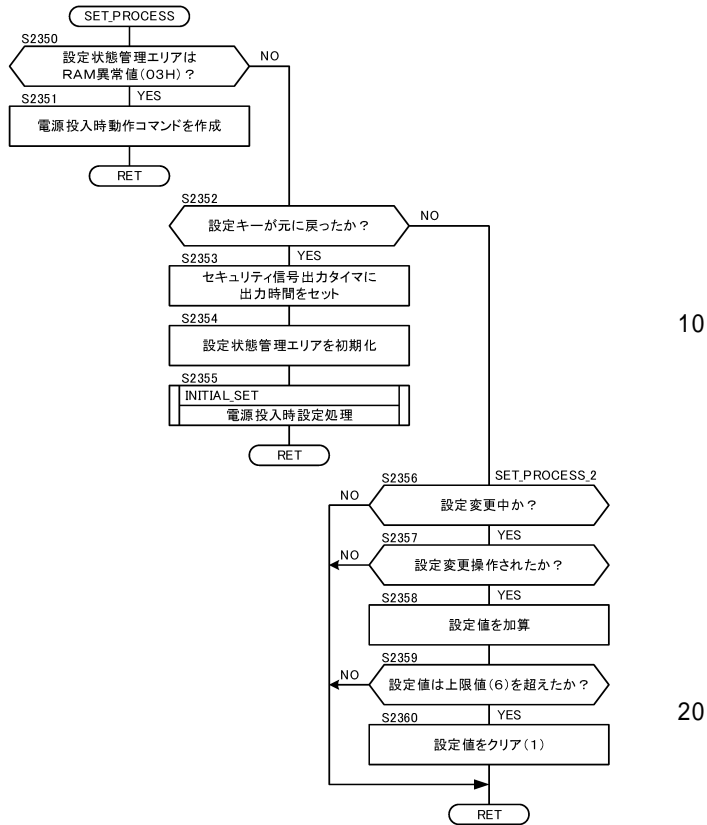 SET_PROCESS
S2350
設定状態管理エリアは
RAM異常値(03H)?
NO
YES
S2351
電源投入時動作コマンドを作成
RET
S2352
設定キーが元に戻ったか?
NO
YES
S2353
セキュリティ信号出力タイマに
出力時間をセット
10
S2354
設定状態管理エリアを初期化
S2355
INITIAL_SET
電源投入時設定処理
RET
SET_PROCESS_2
S2356
NO
設定変更中か?
YES
S2357
NO
設定変更操作されたか?
YES
S2358
設定値を加算
S2359
NO
設定値は上限値(6)を超えたか?
20
YES
S2360
設定値をクリア(1)
RET